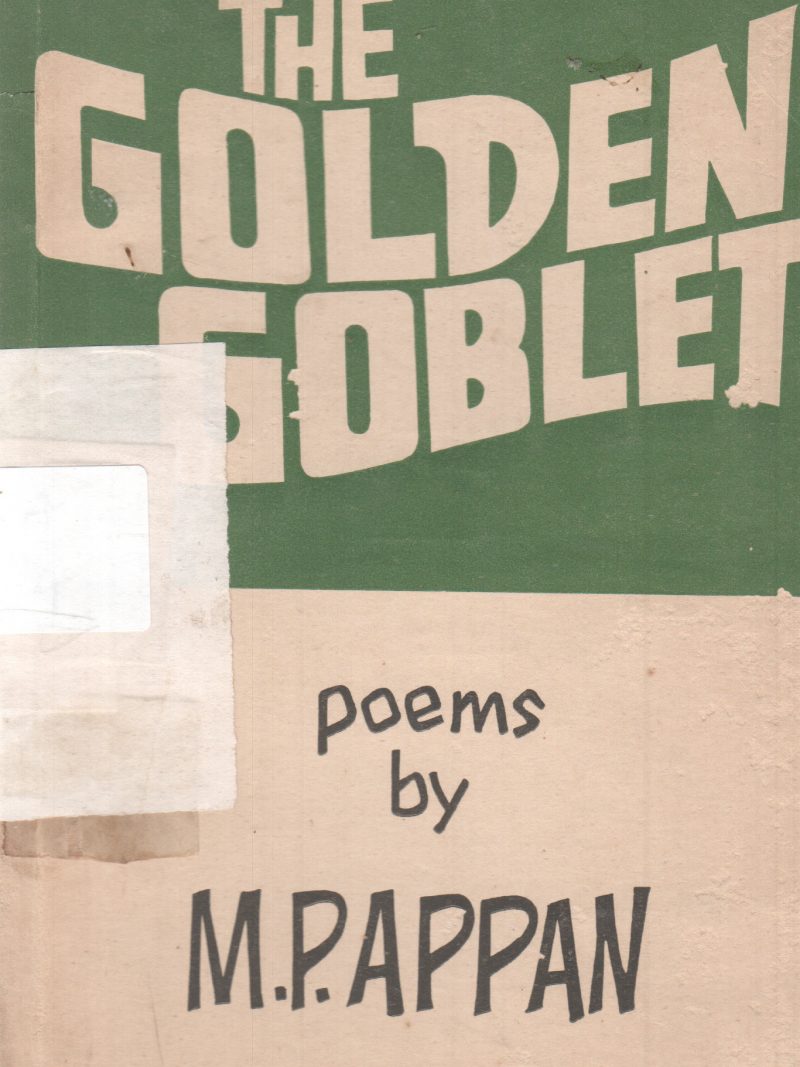 THE
GOLDEN
GOBLET
poems
by
M.P. APPAN